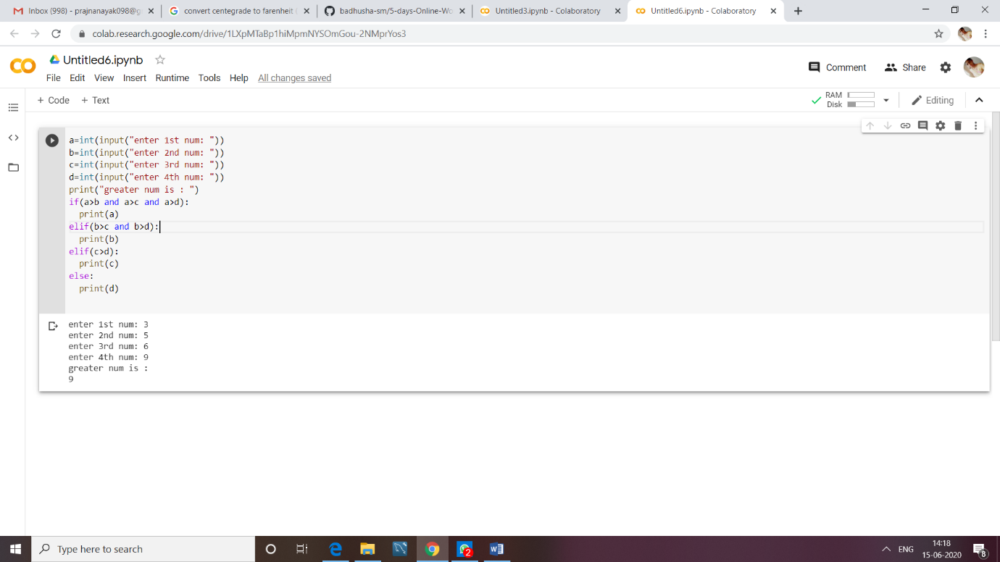 Inbox (998) - prajnanayak098@g
convert centegrade to farenheit (
badhusha-sm/5-days-Online-Wo
Untitled3.ipynb - Colaboratory
Untitled6.ipynb - Colaboratory
colab.research.google.com/drive/1LXpMTaBp1hiMpmNYSOmGou-2NMprYos3
Untitled6.ipynb
Comment
Share
File Edit View Insert Runtime Tools Help All changes saved
+ Code + Text
RAM
Disk
Editing
a=int(input("enter 1st num: "))
b=int(input("enter 2nd num: "))
c=int(input("enter 3rd num: "))
d=int(input("enter 4th num: "))
print("greater num is : ")
if(a>b and a>c and a>d):
  print(a)
elif(b>c and b>d):
  print(b)
elif(c>d):
  print(c)
else:
  print(d)
enter 1st num: 3
enter 2nd num: 5
enter 3rd num: 6
enter 4th num: 9
greater num is :
9
Type here to search
2
ENG
14:18
15-06-2020
8